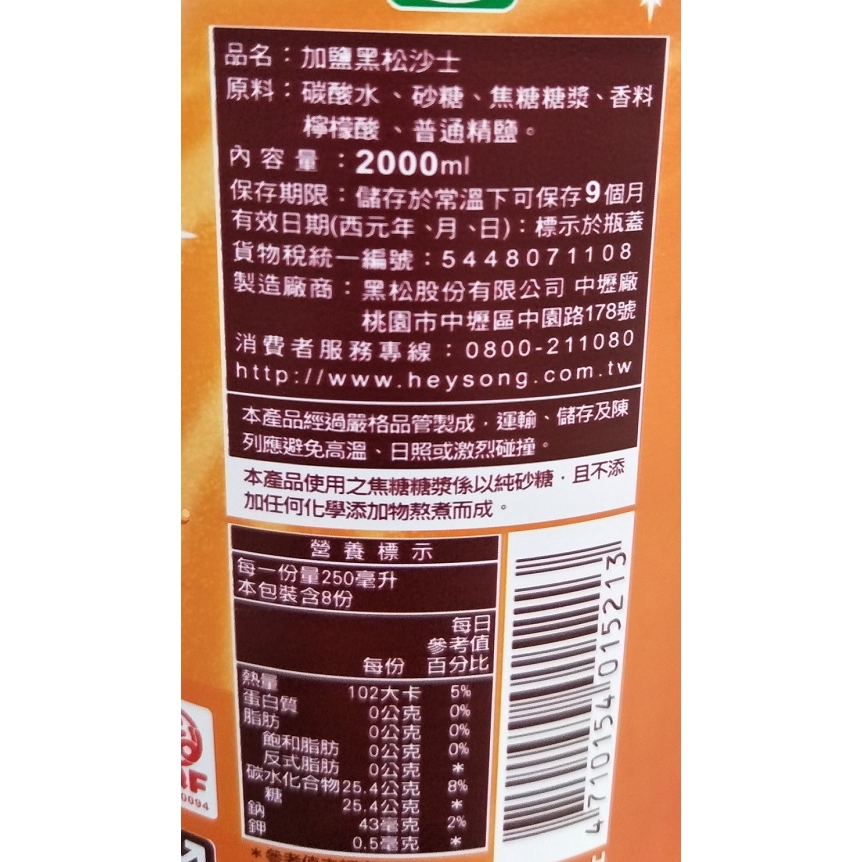 品名：加鹽黑松沙士
原料：碳酸水、砂糖、焦糖糖漿、香料
檸檬酸、普通精鹽。
內容量：2000ml
保存期限：儲存於常溫下可保存9個月
有效日期(西元年、月、日)：標示於瓶蓋
貨物稅統一編號：5448071108
製造廠商：黑松股份有限公司 中壢廠
桃園市中壢區中園路178號
消費者服務專線：0800-211080
http://www.heysong.com.tw
本產品經過嚴格品管製成，運輸、儲存及陳
列應避免高溫、日照或激烈碰撞。
本產品使用之焦糖糖漿係以純砂糖，且不添
加任何化學添加物熬煮而成。
營養標示
每一份量250毫升
本包裝含8份
每日
參考值
每份 百分比
熱量 102大卡 5%
蛋白質 0公克 0%
脂肪 0公克 0%
飽和脂肪 0公克 0%
反式脂肪 0公克 *
碳水化合物 25.4公克 8%
糖 25.4公克 *
鈉 43毫克 2%
鉀 0.5毫克 *
4710154015213
0094